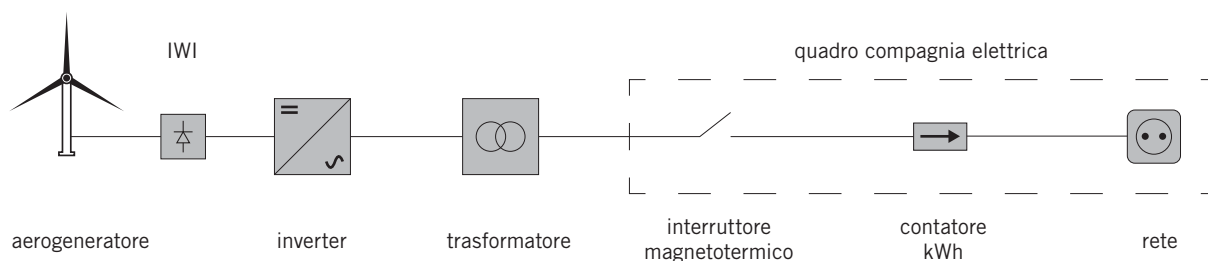 IWI
quadro compagnia elettrica
aerogeneratore
inverter
trasformatore
interruttore
magnetotermico
contatore
kWh
rete